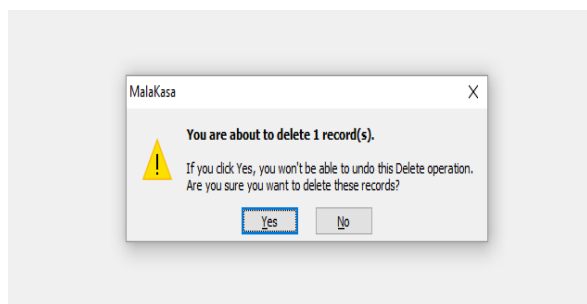 MalaKasa
You are about to delete 1 record(s).
If you click Yes, you won't be able to undo this Delete operation.
Are you sure you want to delete these records?
Yes
No